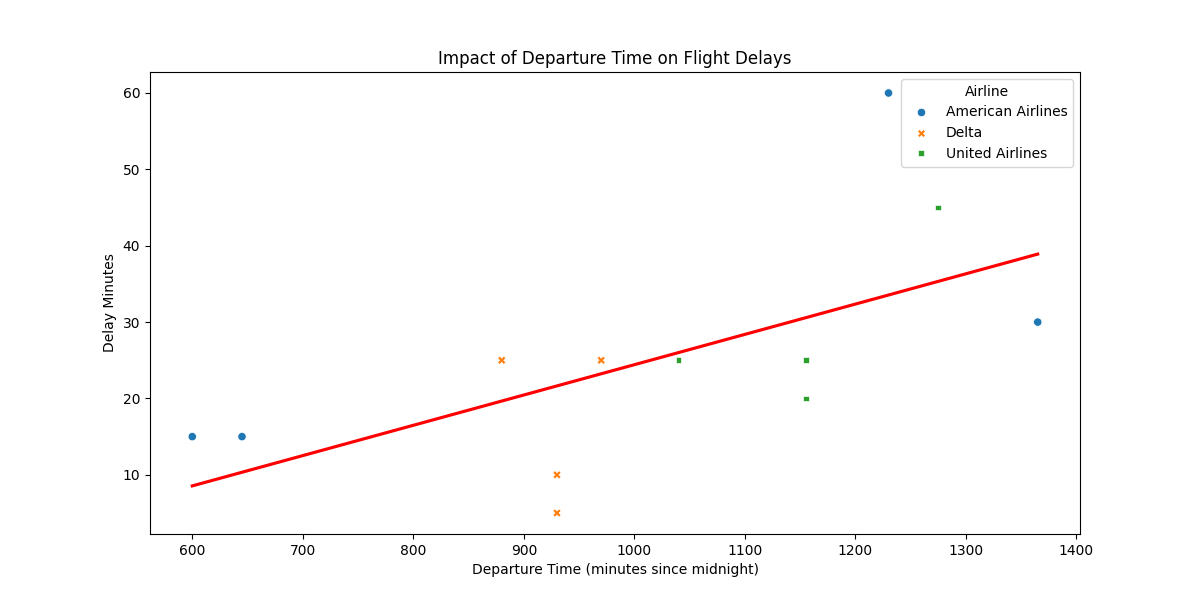 Impact of Departure Time on Flight Delays
Airline
American Airlines
Delta
United Airlines
60
50
40
30
20
10
Delay Minutes
600 700 800 900 1000 1100 1200 1300 1400
Departure Time (minutes since midnight)